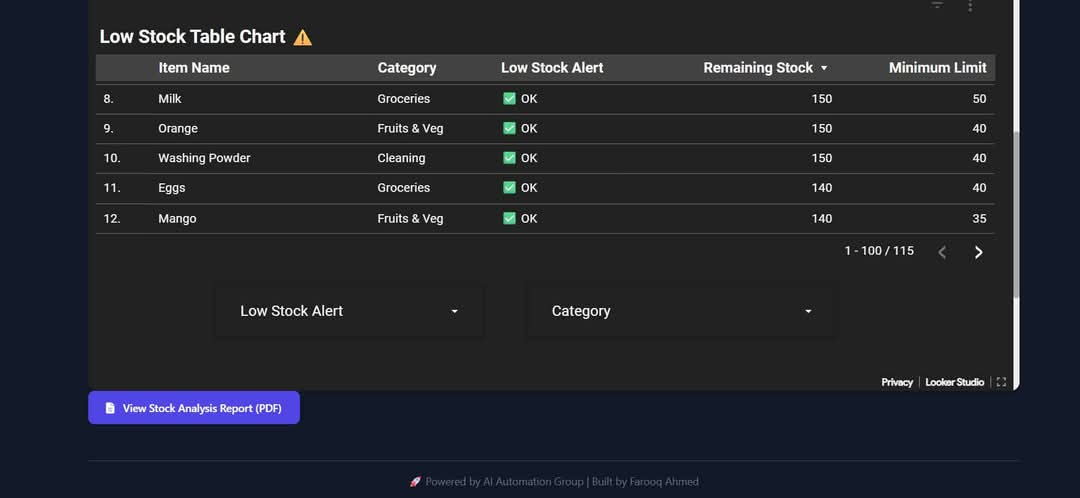 Low Stock Table Chart ⚠️
Item Name Category Low Stock Alert Remaining Stock Minimum Limit
8. Milk Groceries ✅ OK 150 50
9. Orange Fruits & Veg ✅ OK 150 40
10. Washing Powder Cleaning ✅ OK 150 40
11. Eggs Groceries ✅ OK 140 40
12. Mango Fruits & Veg ✅ OK 140 35
1 - 100 / 115
Low Stock Alert Category
Privacy Looker Studio
View Stock Analysis Report (PDF)
🚀 Powered by AI Automation Group | Built by Farooq Ahmed